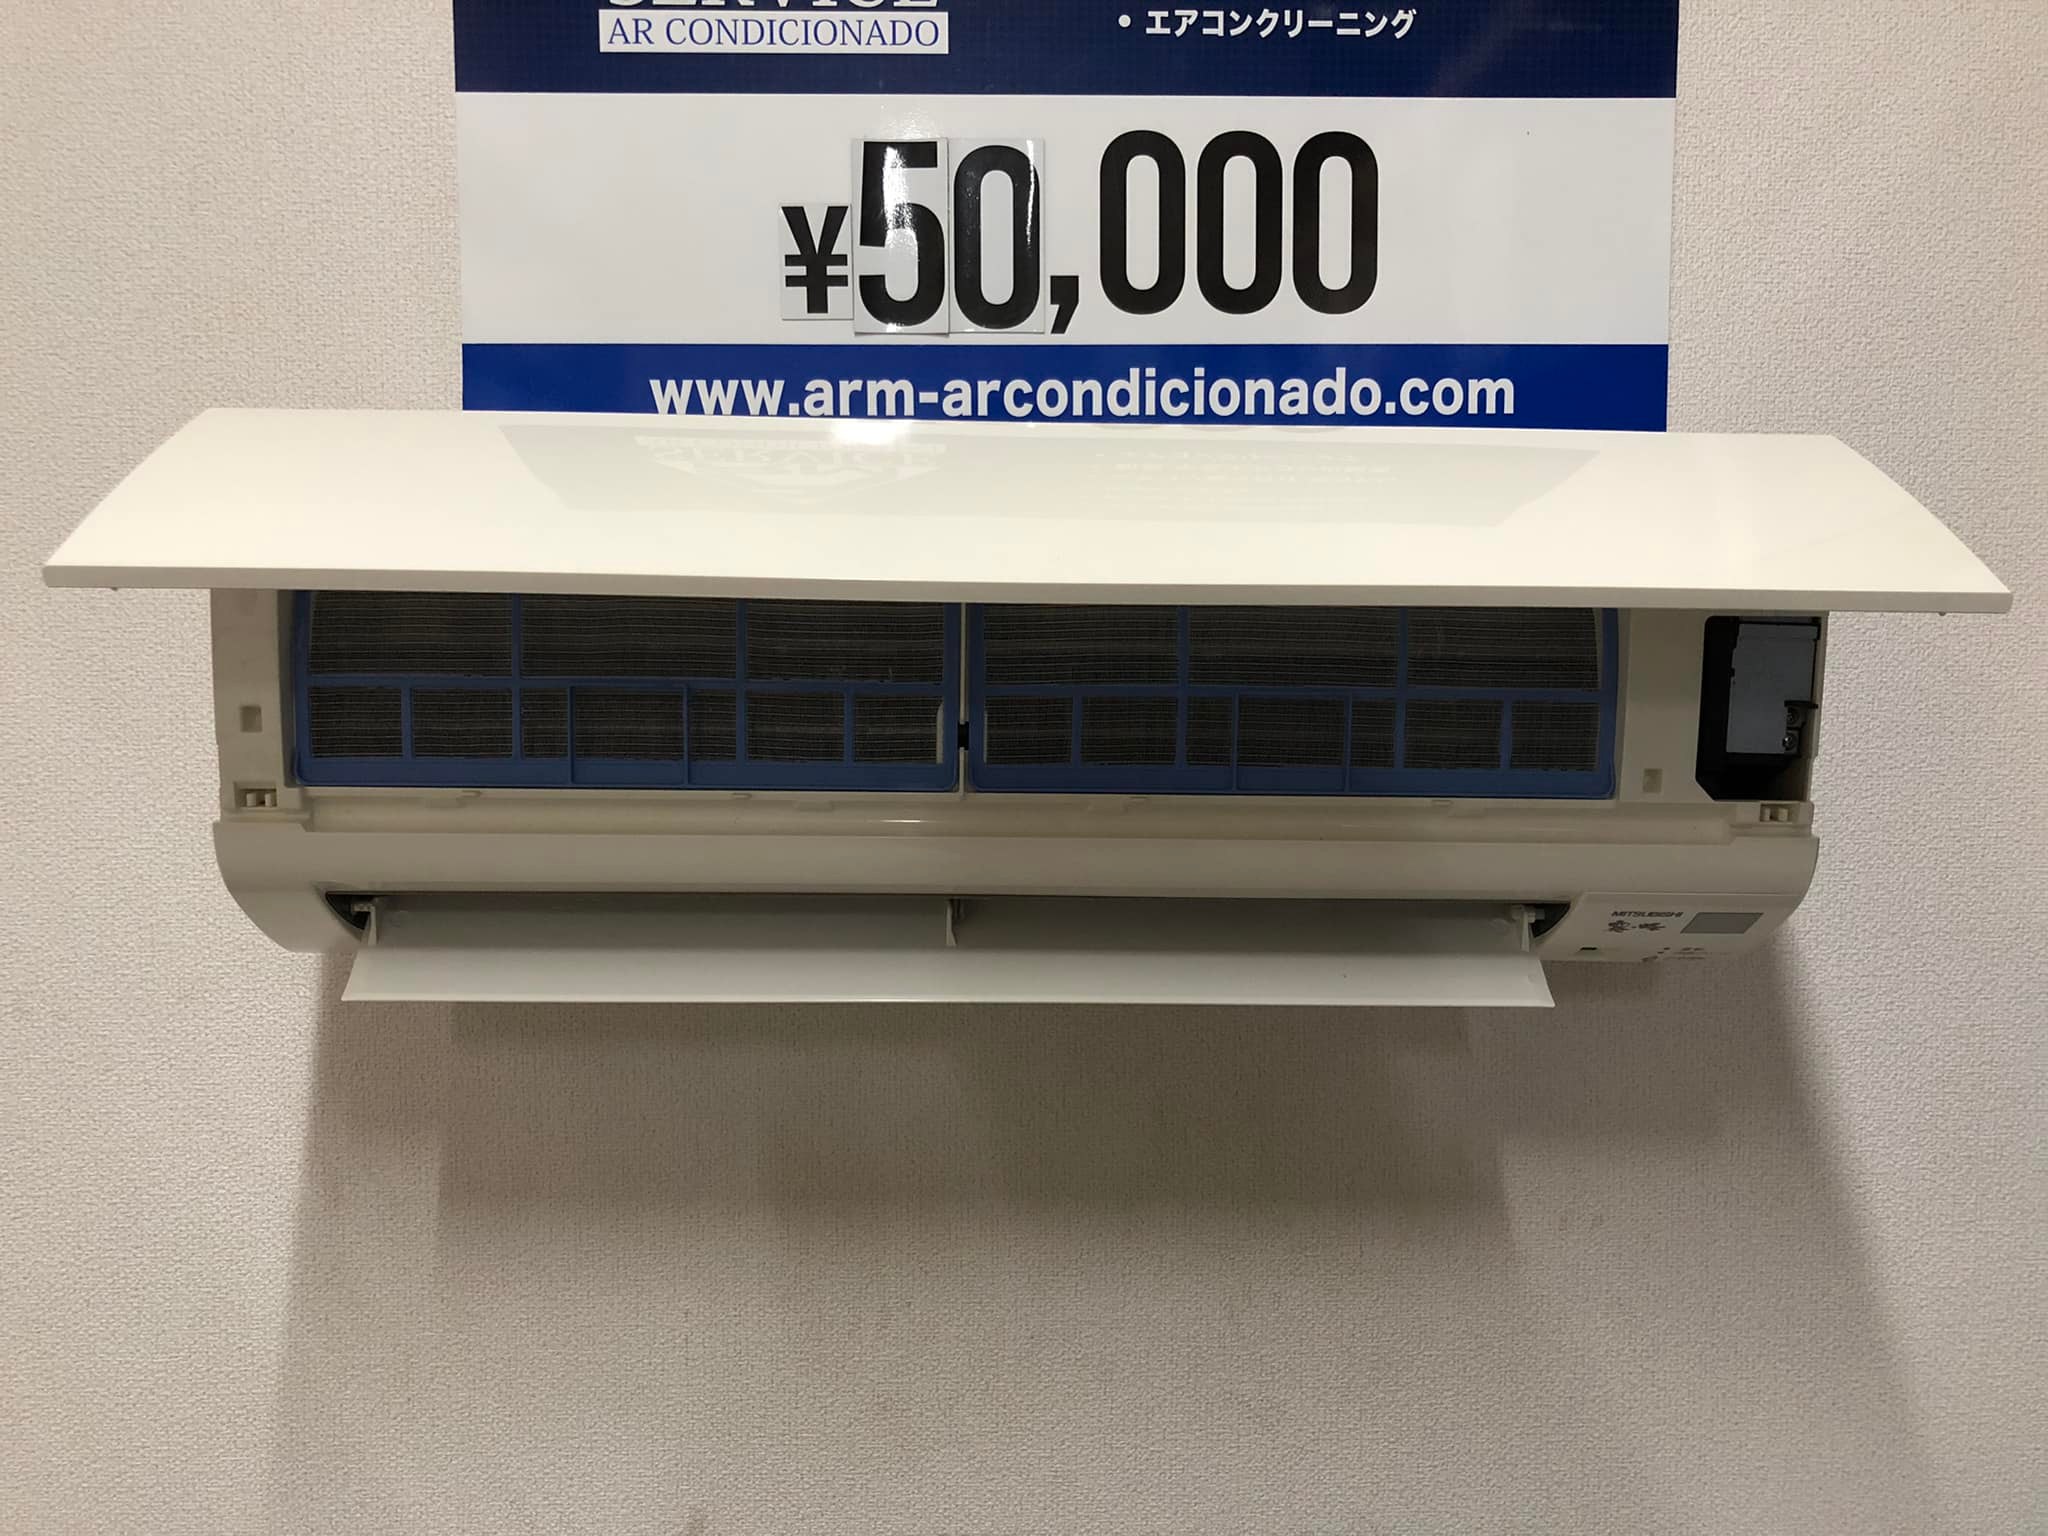 AR CONDICIONADO
• エアコンクリーニング
¥50,000
www.arm-arcondicionado.com
MITSUBISHI